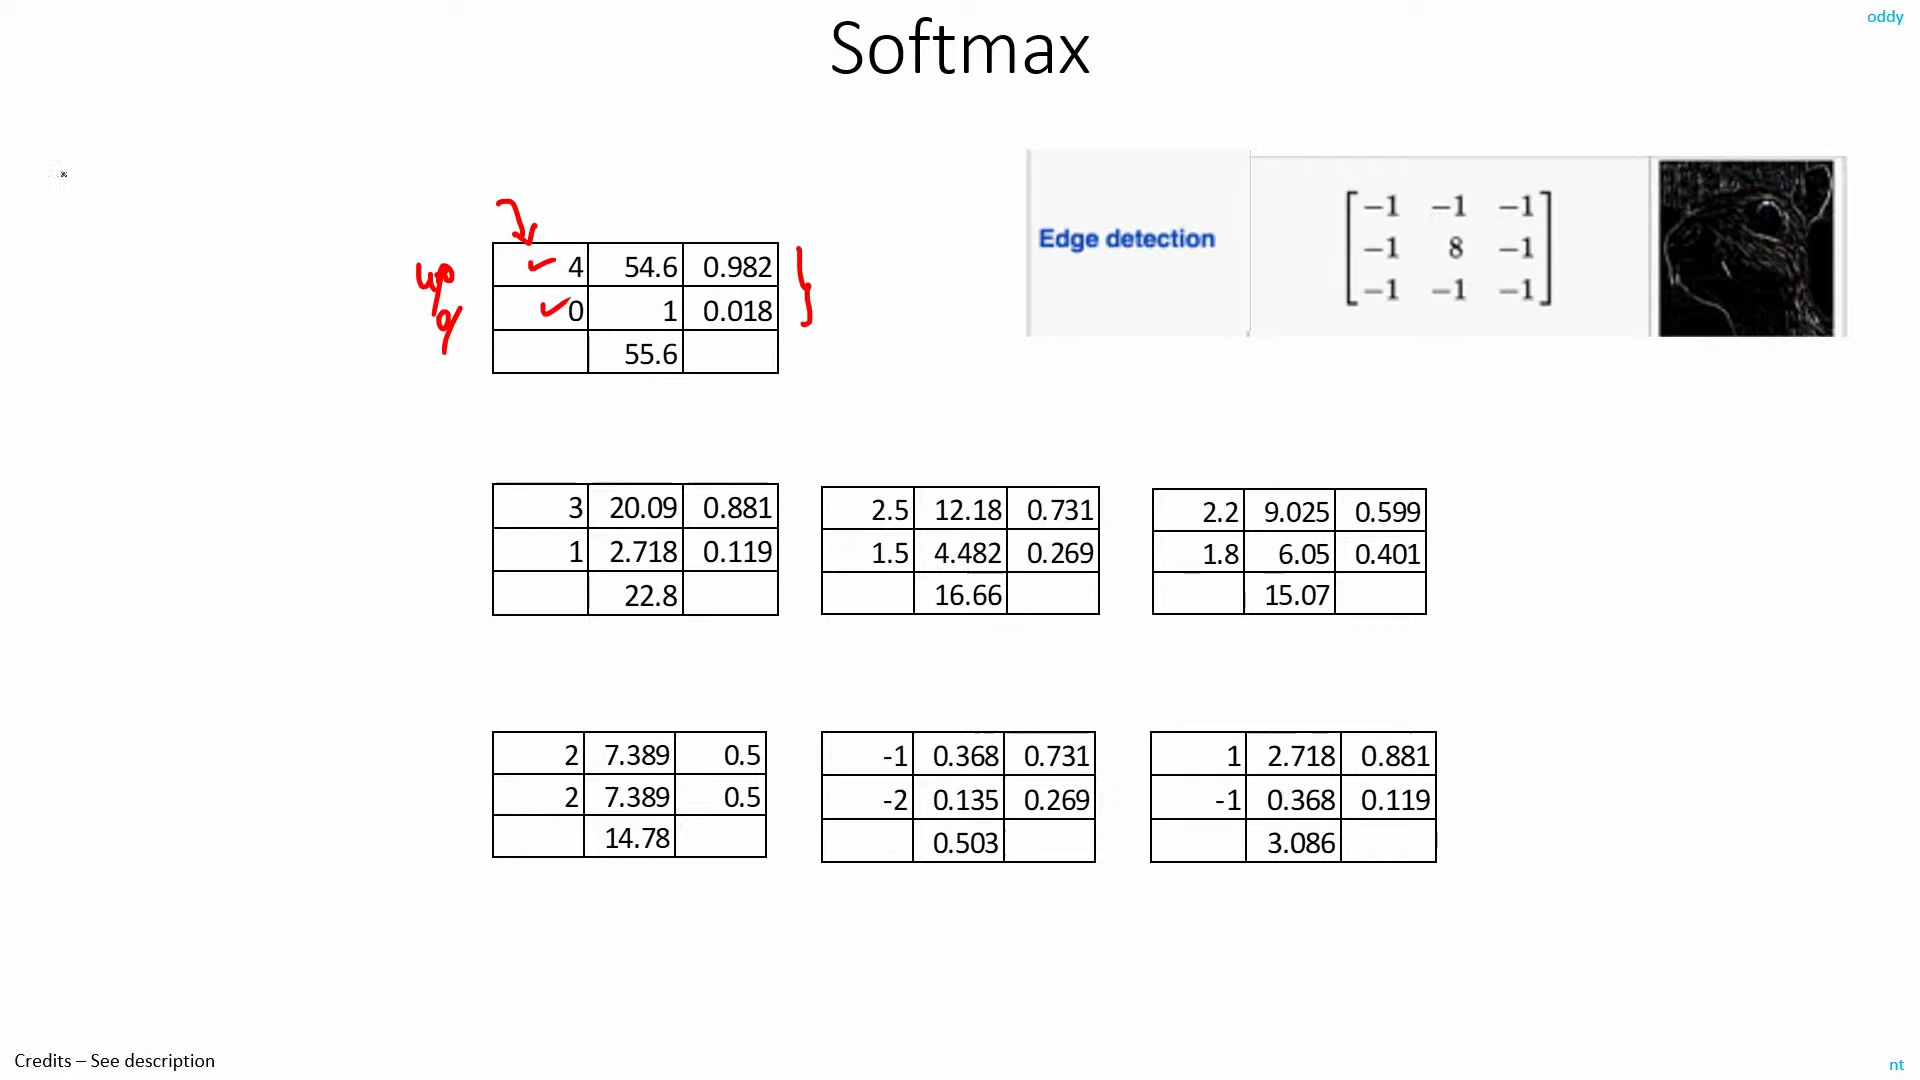 oddy
Softmax
Edge detection
−1 −1 −1
−1 8 −1
−1 −1 −1
4 54.6 0.982
0 1 0.018
55.6
3 20.09 0.881
1 2.718 0.119
22.8
2.5 12.18 0.731
1.5 4.482 0.269
16.66
2.2 9.025 0.599
1.8 6.05 0.401
15.07
2 7.389 0.5
2 7.389 0.5
14.78
-1 0.368 0.731
-2 0.135 0.269
0.503
1 2.718 0.881
-1 0.368 0.119
3.086
Credits – See description
nt